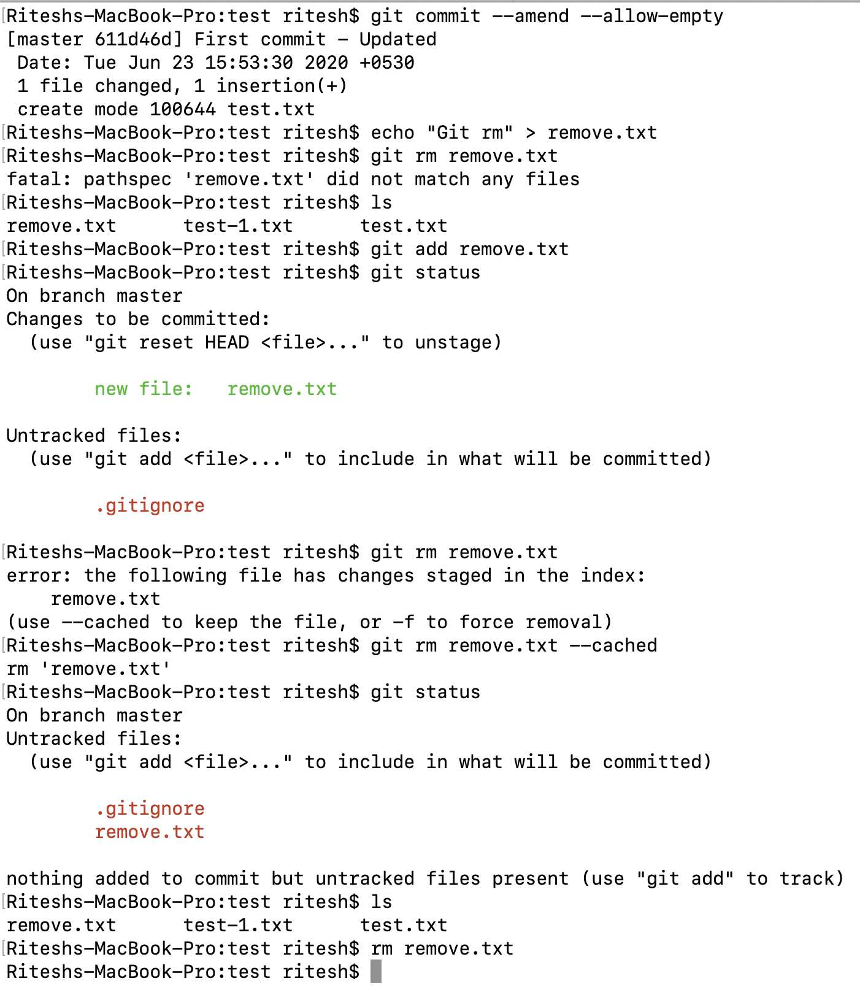 Riteshs-MacBook-Pro:test ritesh$ git commit --amend --allow-empty
[master 611d46d] First commit - Updated
 Date: Tue Jun 23 15:53:30 2020 +0530
 1 file changed, 1 insertion(+)
 create mode 100644 test.txt
Riteshs-MacBook-Pro:test ritesh$ echo "Git rm" > remove.txt
Riteshs-MacBook-Pro:test ritesh$ git rm remove.txt
fatal: pathspec 'remove.txt' did not match any files
Riteshs-MacBook-Pro:test ritesh$ ls
remove.txt      test-1.txt      test.txt
Riteshs-MacBook-Pro:test ritesh$ git add remove.txt
Riteshs-MacBook-Pro:test ritesh$ git status
On branch master
Changes to be committed:
  (use "git reset HEAD <file>..." to unstage)
        new file:   remove.txt
Untracked files:
  (use "git add <file>..." to include in what will be committed)
        .gitignore
Riteshs-MacBook-Pro:test ritesh$ git rm remove.txt
error: the following file has changes staged in the index:
    remove.txt
(use --cached to keep the file, or -f to force removal)
Riteshs-MacBook-Pro:test ritesh$ git rm remove.txt --cached
rm 'remove.txt'
Riteshs-MacBook-Pro:test ritesh$ git status
On branch master
Untracked files:
  (use "git add <file>..." to include in what will be committed)
        .gitignore
        remove.txt
nothing added to commit but untracked files present (use "git add" to track)
Riteshs-MacBook-Pro:test ritesh$ ls
remove.txt      test-1.txt      test.txt
Riteshs-MacBook-Pro:test ritesh$ rm remove.txt
Riteshs-MacBook-Pro:test ritesh$